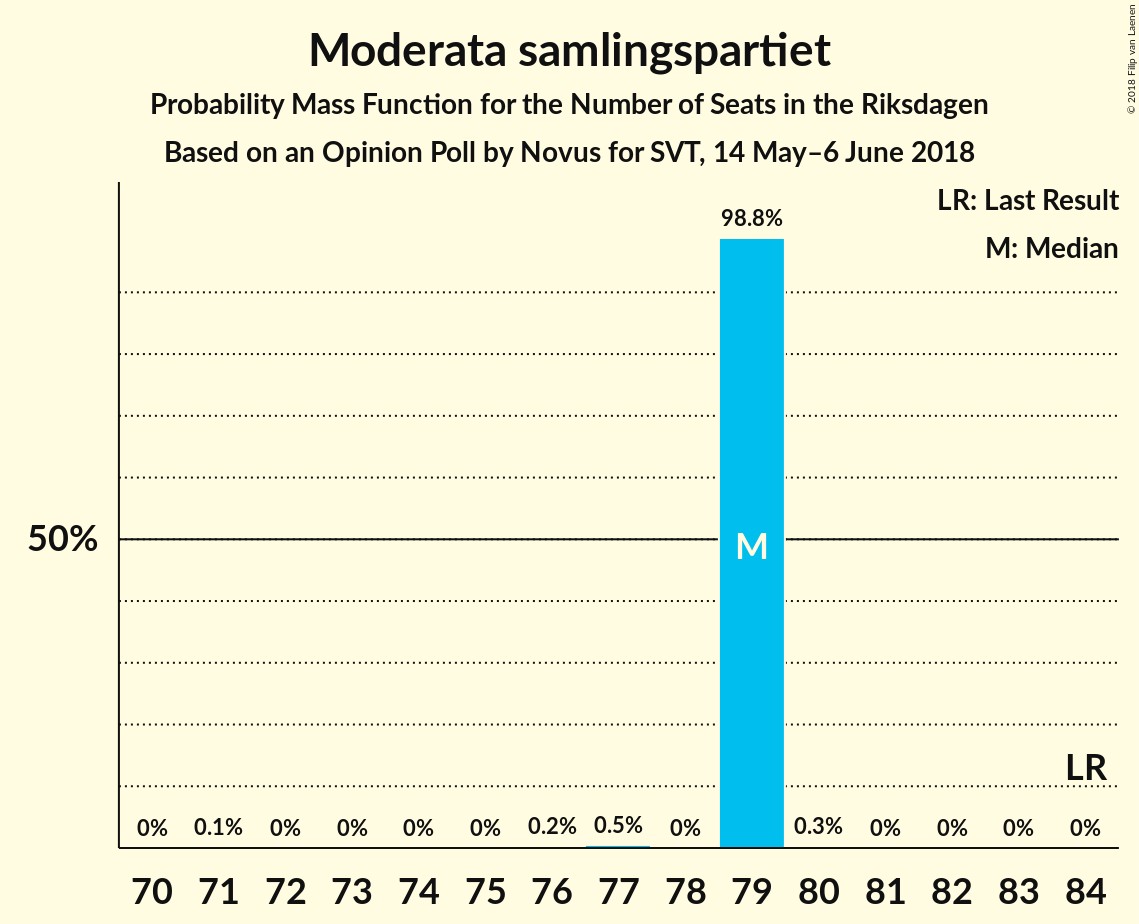 Moderata samlingspartiet
Probability Mass Function for the Number of Seats in the Riksdagen
Based on an Opinion Poll by Novus for SVT, 14 May–6 June 2018
© 2018 Filip van Laenen
LR: Last Result
M: Median
98.8%
50%
M
LR
0% 0.1% 0% 0% 0% 0% 0.2% 0.5% 0% 0.3% 0% 0% 0% 0%
70 71 72 73 74 75 76 77 78 79 80 81 82 83 84